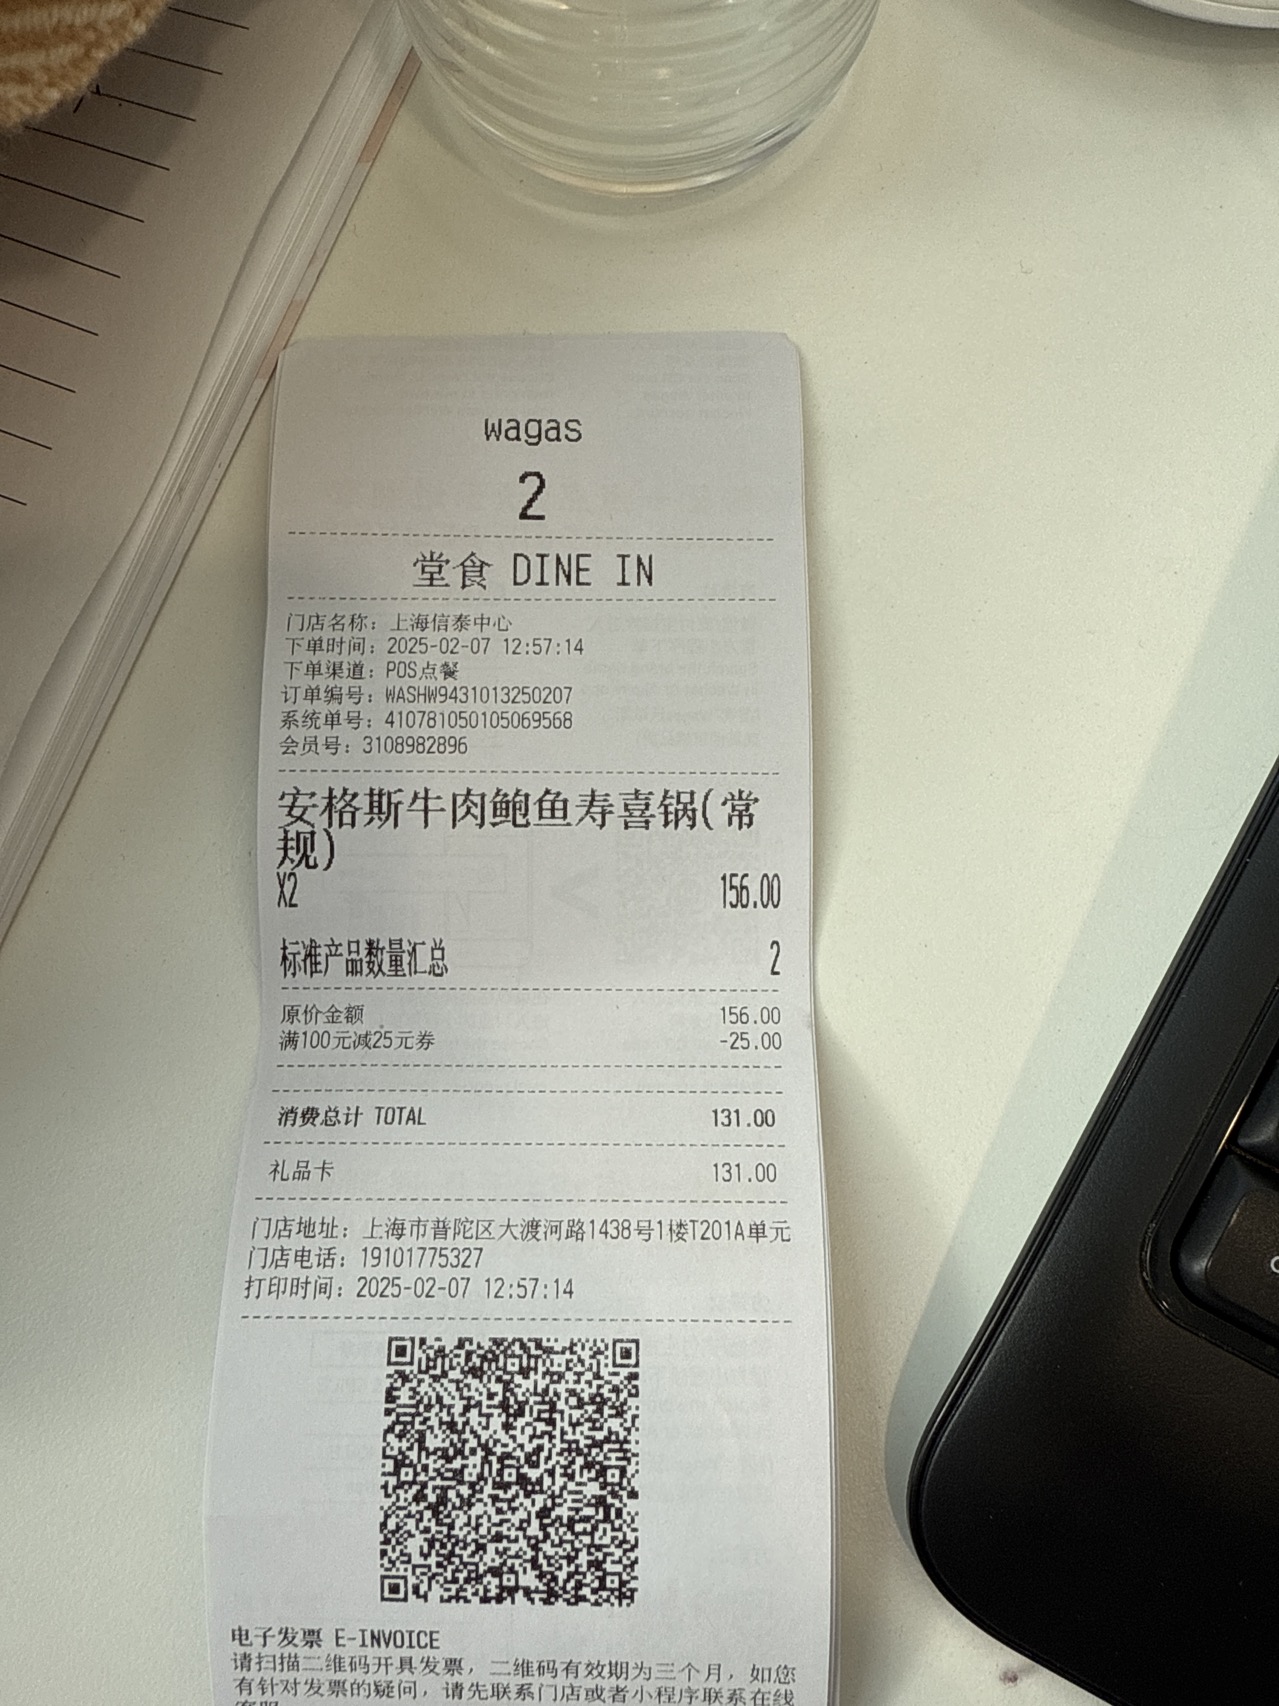 wagas
2
堂食 DINE IN
门店名称：上海信泰中心
下单时间：2025-02-07 12:57:14
下单渠道：POS点餐
订单编号：WASHW9431013250207
系统单号：410781050105069568
会员号：3108982896
安格斯牛肉鲍鱼寿喜锅(常
规)
X2 156.00
标准产品数量汇总 2
原价金额 156.00
满100元减25元券 -25.00
消费总计 TOTAL 131.00
礼品卡 131.00
门店地址：上海市普陀区大渡河路1438号1楼T201A单元
门店电话：19101775327
打印时间：2025-02-07 12:57:14
电子发票 E-INVOICE
请扫描二维码开具发票，二维码有效期为三个月，如您
有针对发票的疑问，请先联系门店或者小程序联系在线